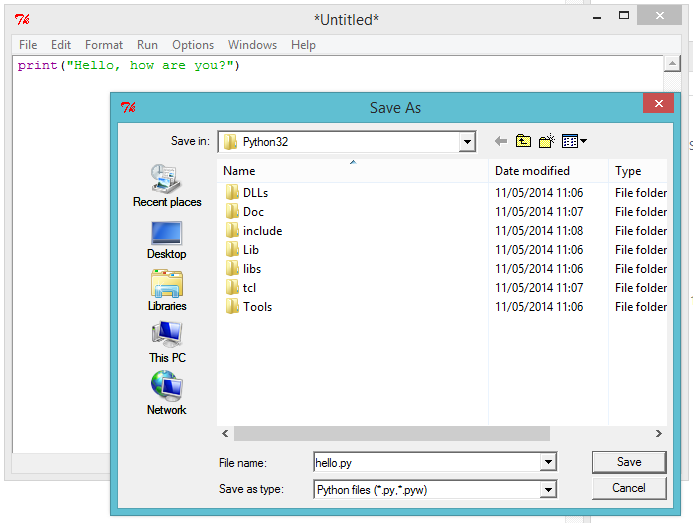 *Untitled*
File Edit Format Run Options Windows Help
print("Hello, how are you?")
Save As
Save in: Python32
Name Date modified Type
Recent places
Desktop
Libraries
This PC
Network
DLLs 11/05/2014 11:06 File folder
Doc 11/05/2014 11:07 File folder
include 11/05/2014 11:08 File folder
Lib 11/05/2014 11:06 File folder
libs 11/05/2014 11:06 File folder
tcl 11/05/2014 11:07 File folder
Tools 11/05/2014 11:06 File folder
File name: hello.py Save
Save as type: Python files (*.py,*.pyw) Cancel